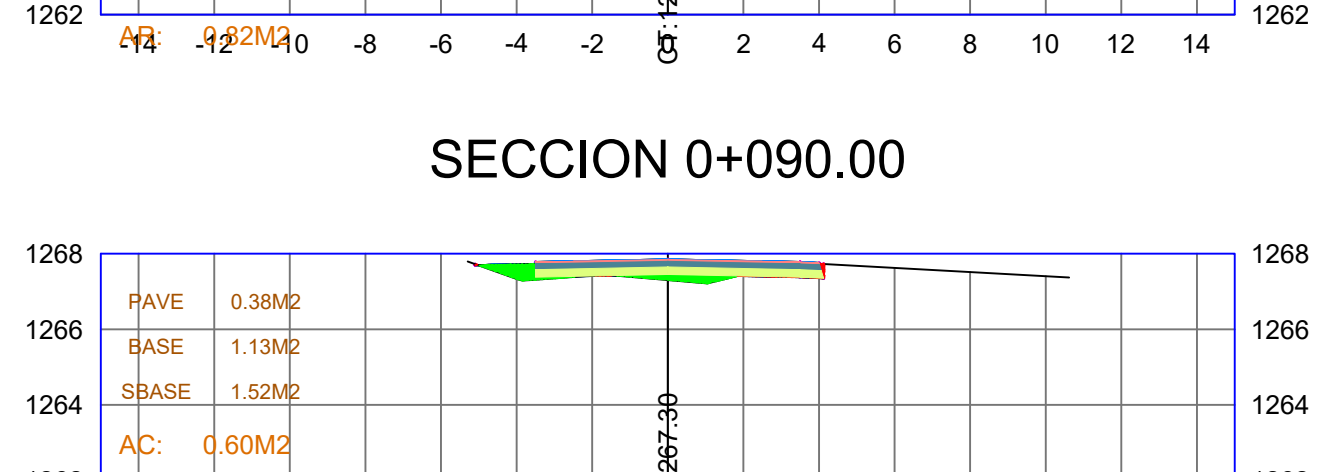 1262 1262
AR: 0.82M2
-14 -12 -10 -8 -6 -4 -2 0 2 4 6 8 10 12 14
SECCION 0+090.00
1268 1268
PAVE 0.38M2
1266 1266
BASE 1.13M2
SBASE 1.52M2
1264 1264
AC: 0.60M2
267.30